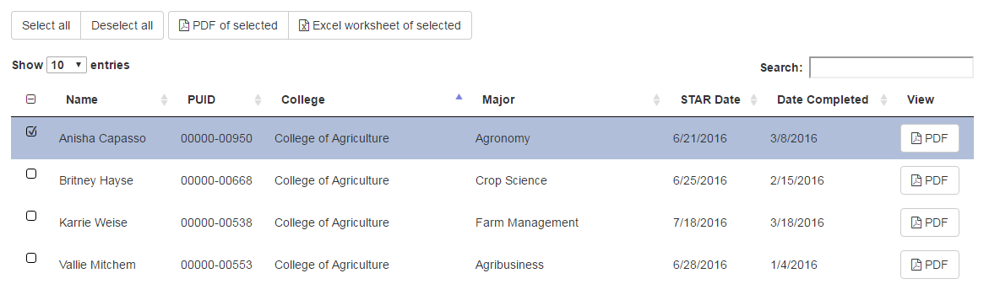 Select all Deselect all PDF of selected Excel worksheet of selected
Show 10 entries Search:
Name PUID College Major STAR Date Date Completed View
Anisha Capasso 00000-00950 College of Agriculture Agronomy 6/21/2016 3/8/2016 PDF
Britney Hayse 00000-00668 College of Agriculture Crop Science 6/25/2016 2/15/2016 PDF
Karrie Weise 00000-00538 College of Agriculture Farm Management 7/18/2016 3/18/2016 PDF
Vallie Mitchem 00000-00553 College of Agriculture Agribusiness 6/28/2016 1/4/2016 PDF